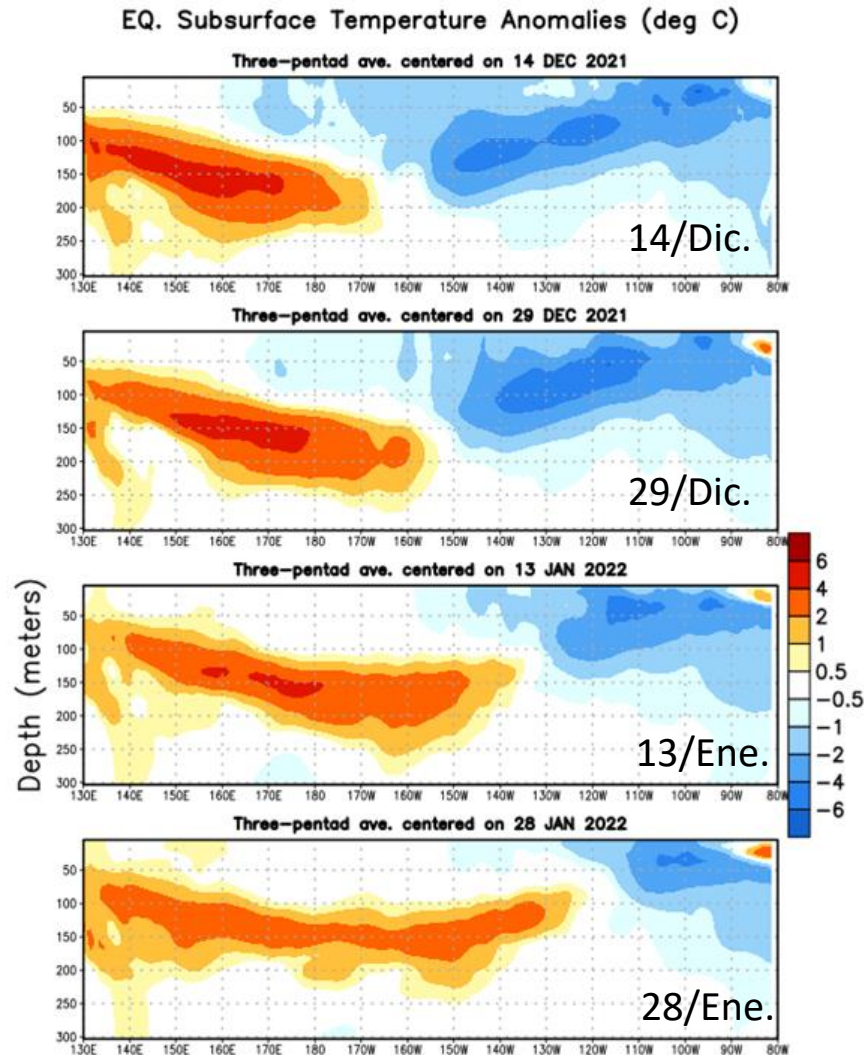 EQ. Subsurface Temperature Anomalies (deg C)
Three-pentad ave. centered on 14 DEC 2021
50
100
150
200
250
300
14/Dic.
130E 140E 150E 160E 170E 180 170W 160W 150W 140W 130W 120W 110W 100W 90W 80W
Three-pentad ave. centered on 29 DEC 2021
50
100
150
200
250
300
29/Dic.
130E 140E 150E 160E 170E 180 170W 160W 150W 140W 130W 120W 110W 100W 90W 80W
Three-pentad ave. centered on 13 JAN 2022
50
100
150
200
250
300
13/Ene.
130E 140E 150E 160E 170E 180 170W 160W 150W 140W 130W 120W 110W 100W 90W 80W
Three-pentad ave. centered on 28 JAN 2022
50
100
150
200
250
300
28/Ene.
130E 140E 150E 160E 170E 180 170W 160W 150W 140W 130W 120W 110W 100W 90W 80W
Depth (meters)
6
4
2
1
0.5
-0.5
-1
-2
-4
-6